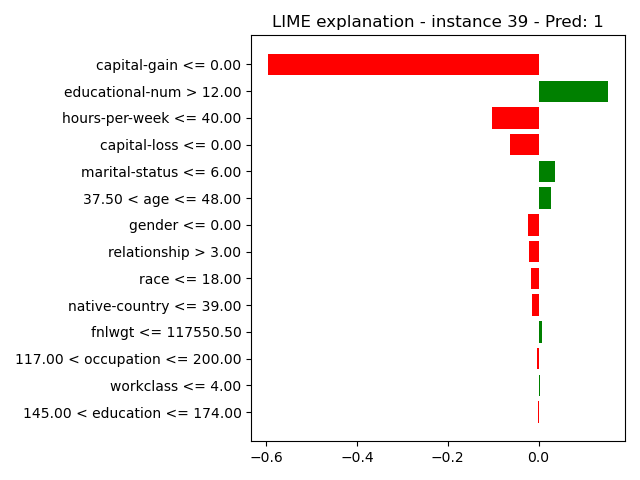 LIME explanation - instance 39 - Pred: 1
capital-gain <= 0.00
educational-num > 12.00
hours-per-week <= 40.00
capital-loss <= 0.00
marital-status <= 6.00
37.50 < age <= 48.00
gender <= 0.00
relationship > 3.00
race <= 18.00
native-country <= 39.00
fnlwgt <= 117550.50
117.00 < occupation <= 200.00
workclass <= 4.00
145.00 < education <= 174.00
−0.6 −0.4 −0.2 0.0